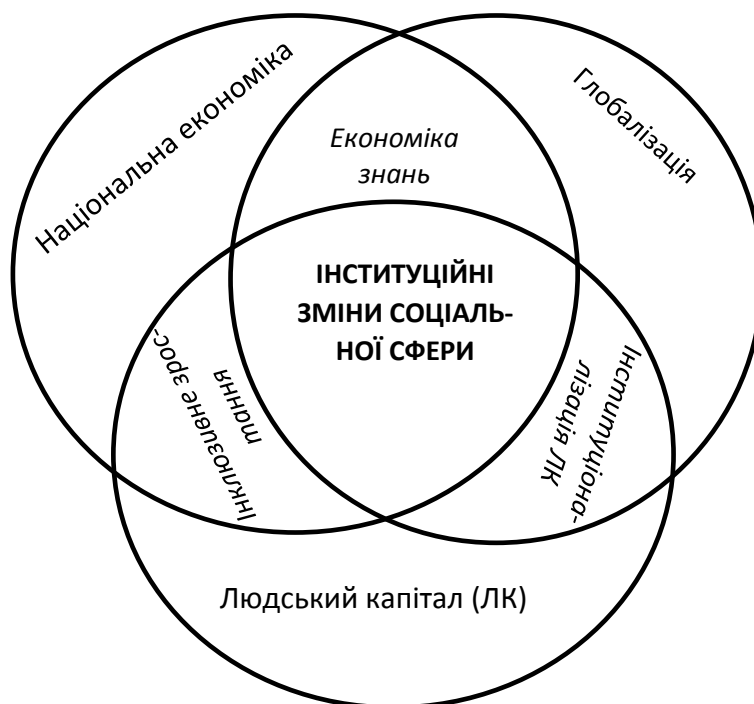 Національна економіка
Глобалізація
Економіка
знань
ІНСТИТУЦІЙНІ
ЗМІНИ СОЦІАЛЬ-
НОЇ СФЕРИ
Інклюзивне зрос-
тання
Інституціона-
лізація ЛК
Людський капітал (ЛК)